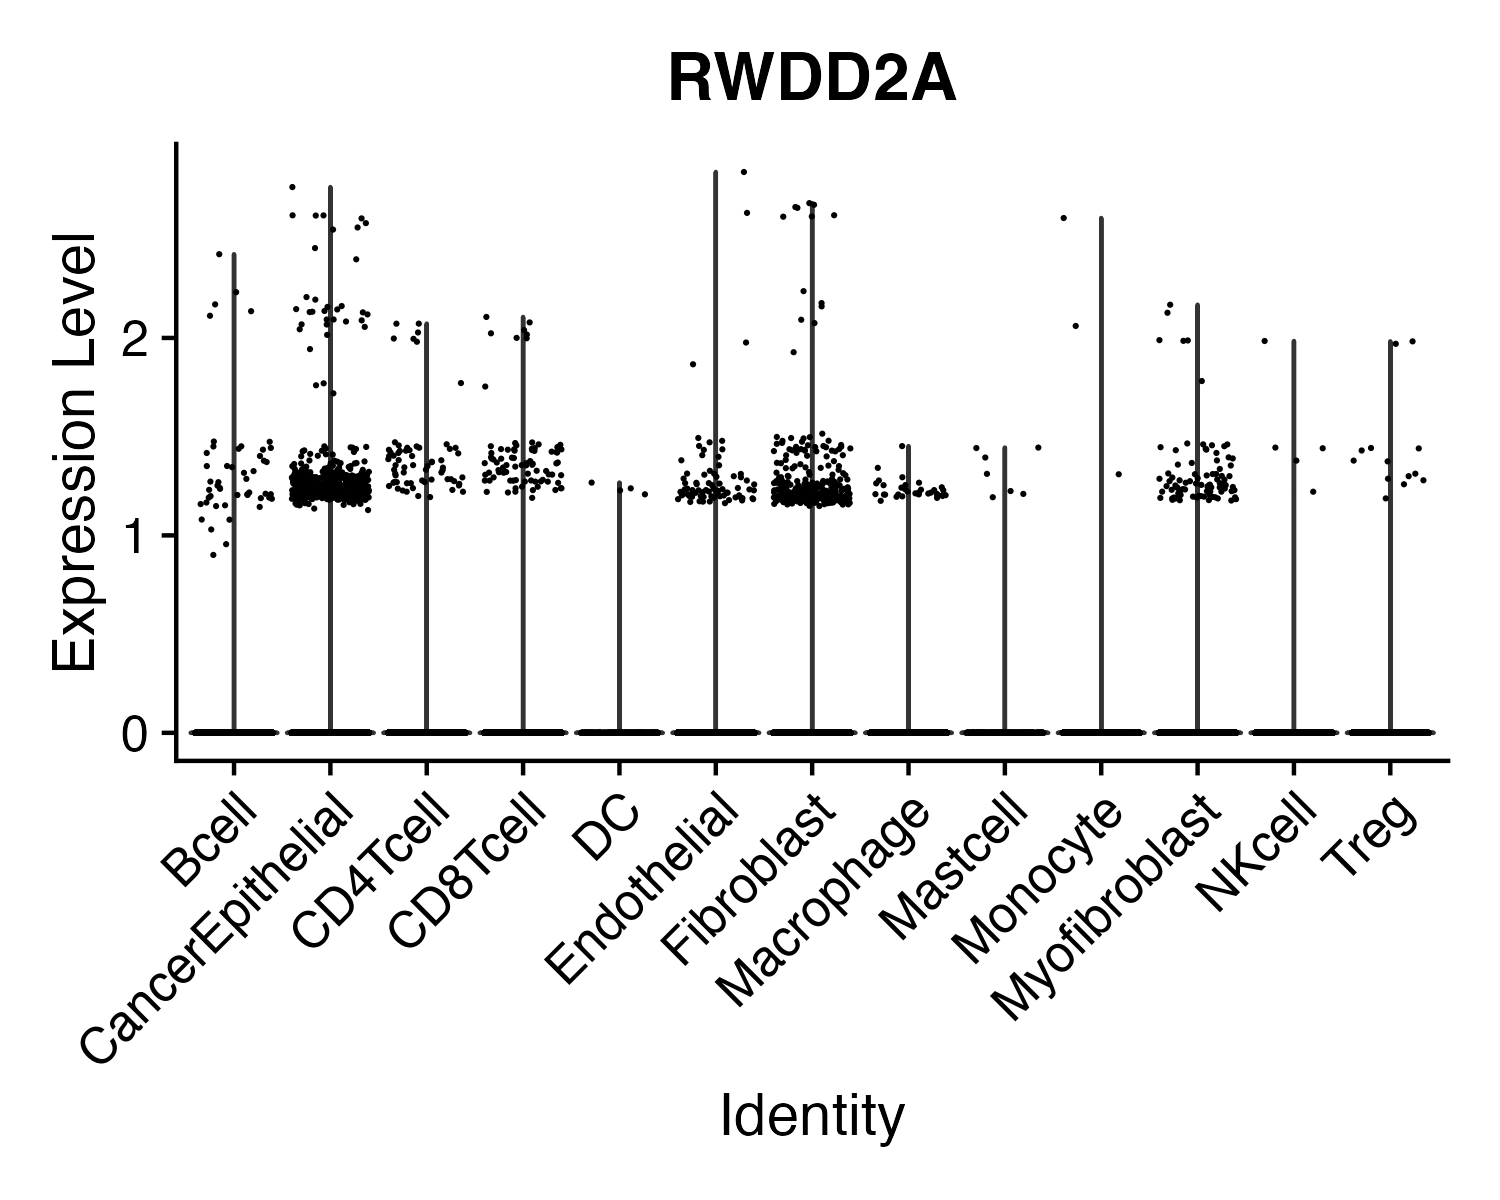 RWDD2A
Expression Level
2
1
0
Bcell
CancerEpithelial
CD4Tcell
CD8Tcell
DC
Endothelial
Fibroblast
Macrophage
Mastcell
Monocyte
Myofibroblast
NKcell
Treg
Identity